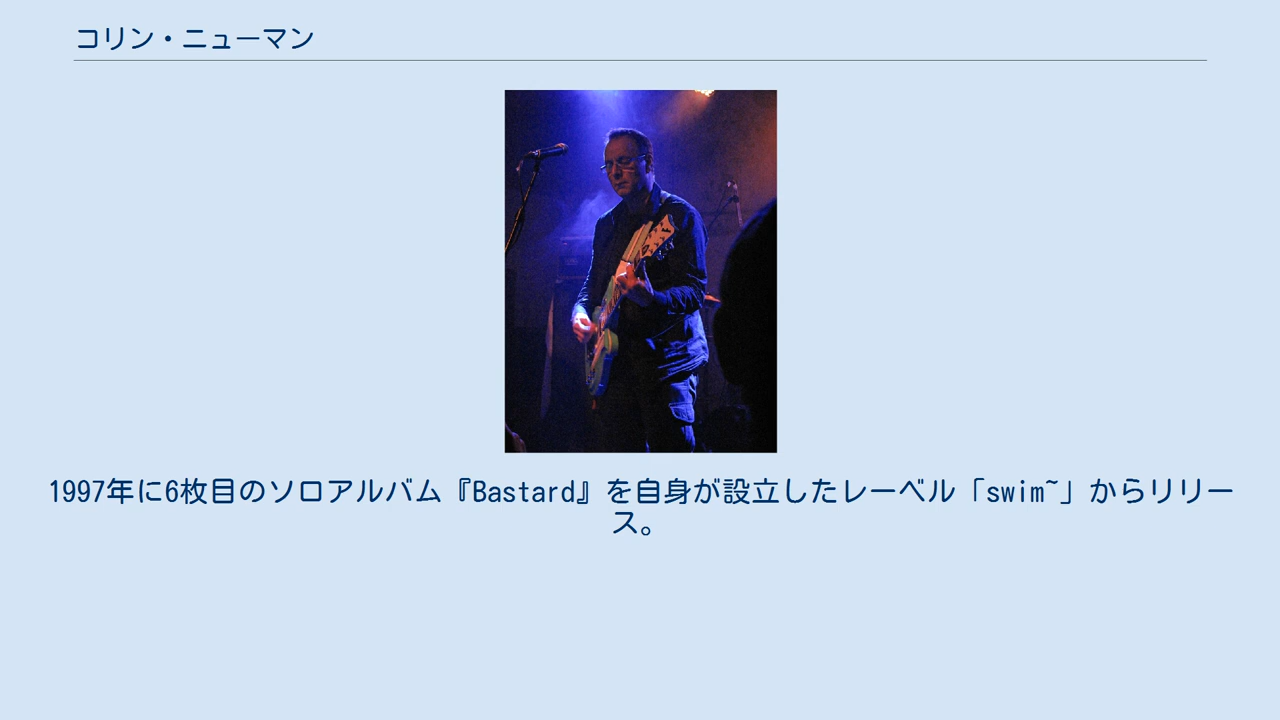 コリン・ニューマン
1997年に6枚目のソロアルバム『Bastard』を自身が設立したレーベル「swim~」からリリー
ス。